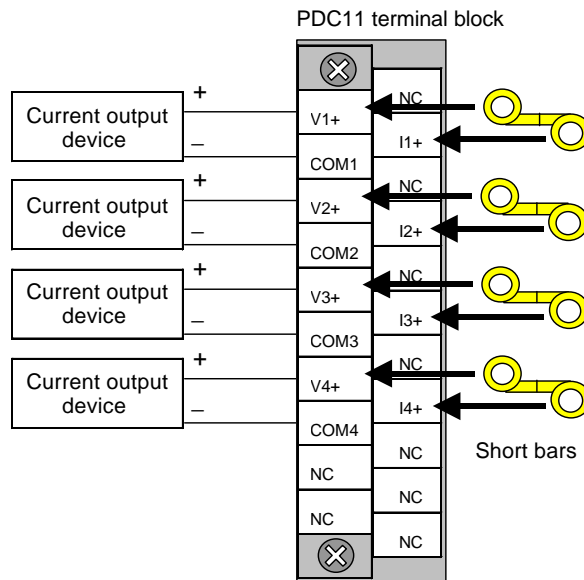 PDC11 terminal block
+
Current output
device
–
V1+
NC
COM1
I1+
+
Current output
device
–
V2+
NC
COM2
I2+
+
Current output
device
–
V3+
NC
COM3
I3+
+
Current output
device
–
V4+
NC
COM4
I4+
NC
NC
NC
NC
NC
Short bars